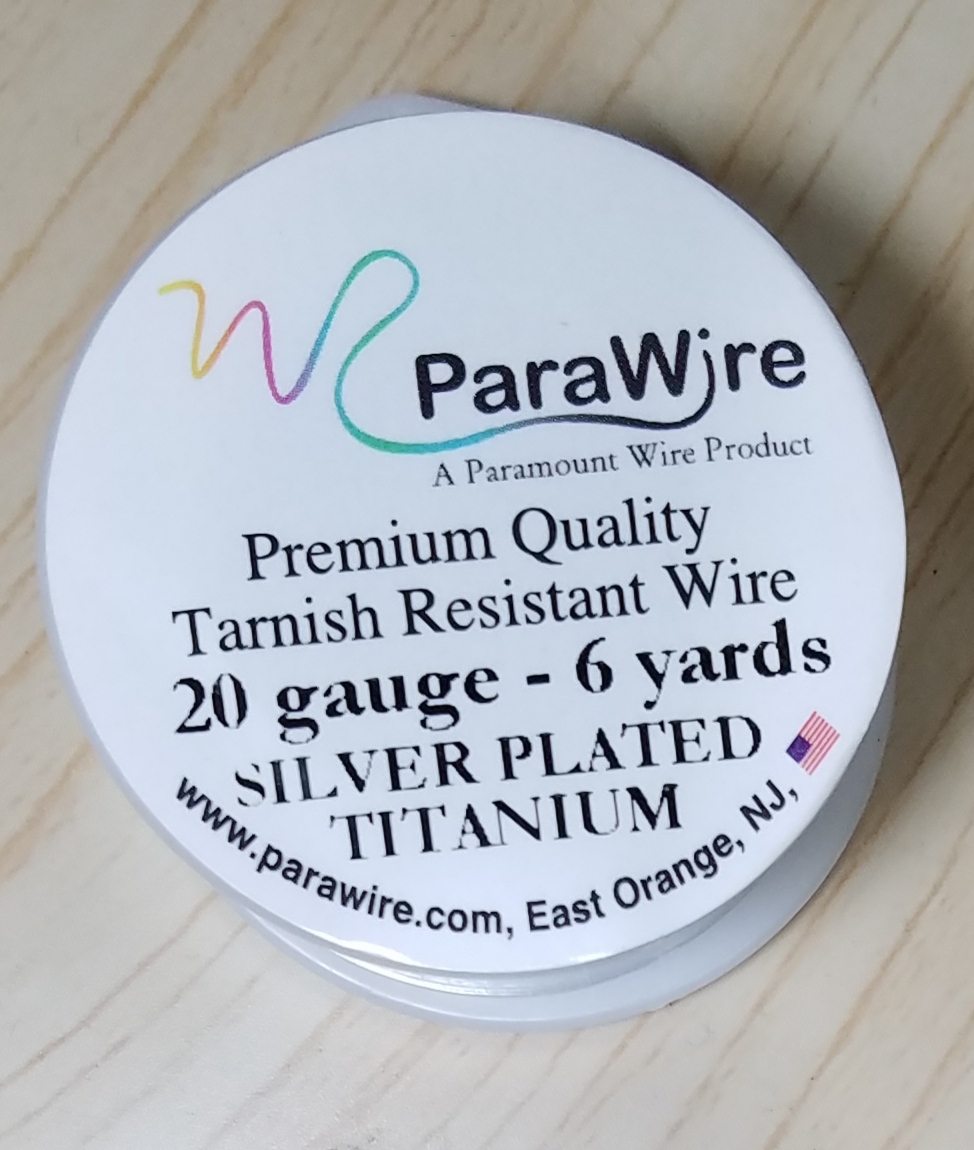 ParaWire
A Paramount Wire Product
Premium Quality
Tarnish Resistant Wire
20 gauge - 6 yards
SILVER PLATED
TITANIUM
www.parawire.com, East Orange, NJ,